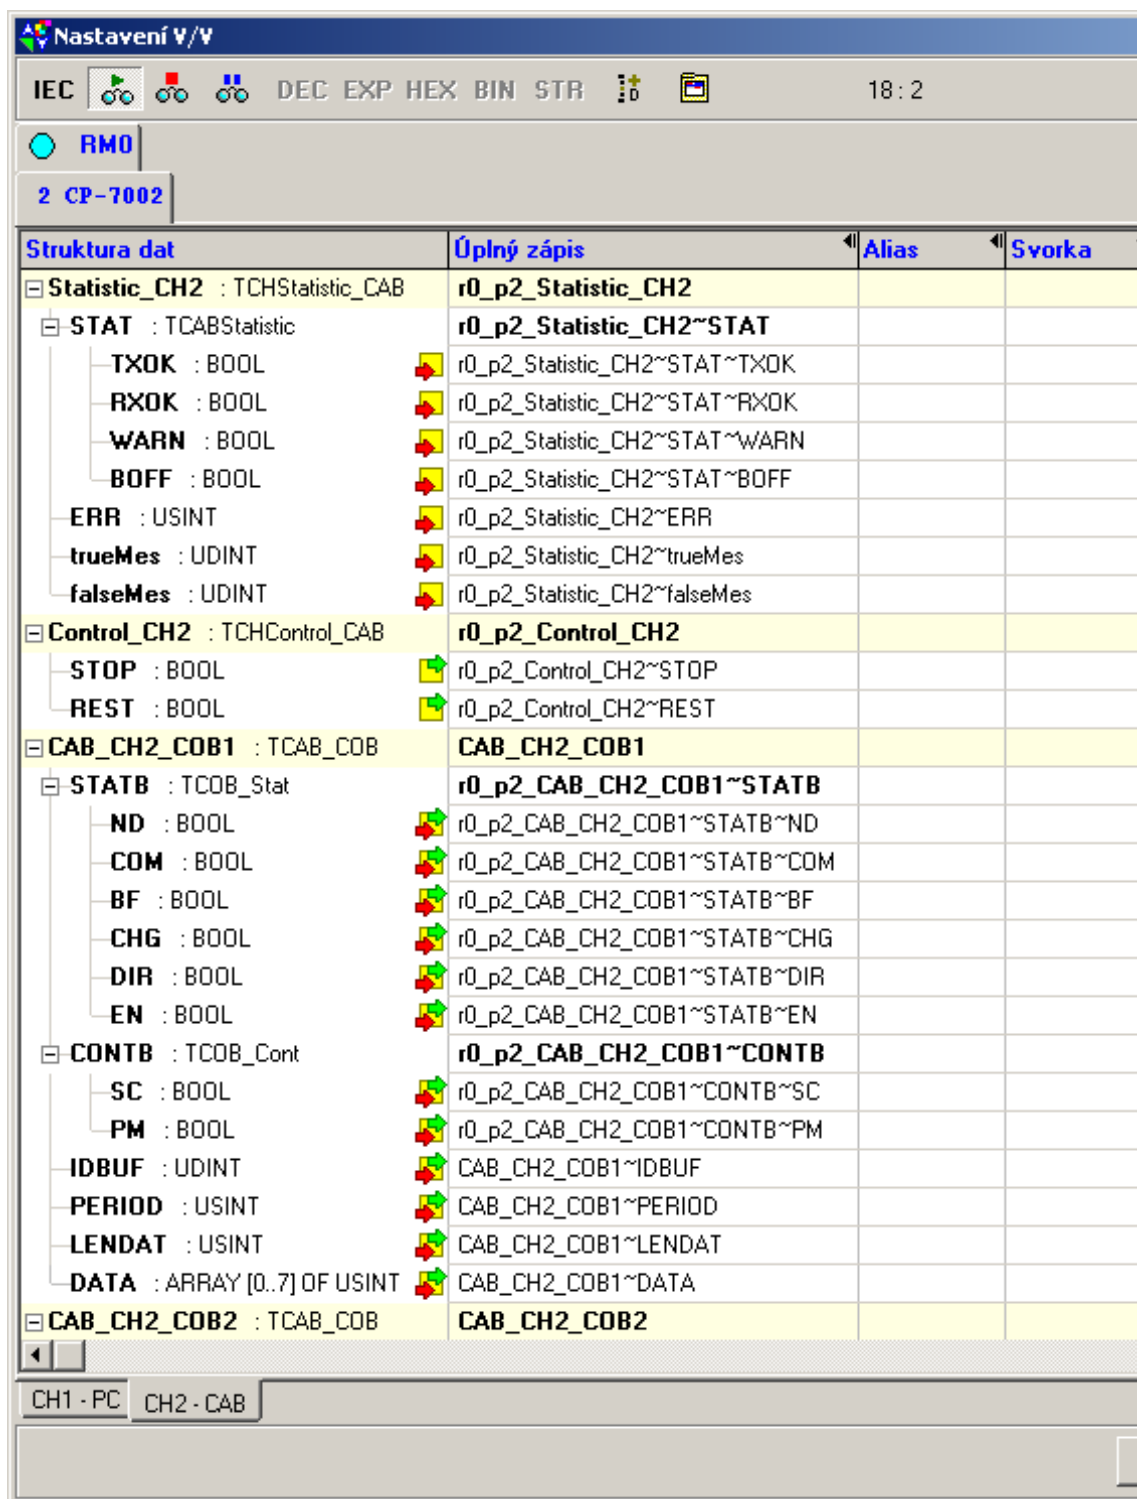 Nastavení V/V
IEC DEC EXP HEX BIN STR 18 : 2
RM0
2 CP-7002
Struktura dat Úplný zápis Alias Svorka
Statistic_CH2 : TCHStatistic_CAB r0_p2_Statistic_CH2
STAT : TCABStatistic r0_p2_Statistic_CH2~STAT
TXOK : BOOL r0_p2_Statistic_CH2~STAT~TXOK
RXOK : BOOL r0_p2_Statistic_CH2~STAT~RXOK
WARN : BOOL r0_p2_Statistic_CH2~STAT~WARN
BOFF : BOOL r0_p2_Statistic_CH2~STAT~BOFF
ERR : USINT r0_p2_Statistic_CH2~ERR
trueMes : UDINT r0_p2_Statistic_CH2~trueMes
falseMes : UDINT r0_p2_Statistic_CH2~falseMes
Control_CH2 : TCHControl_CAB r0_p2_Control_CH2
STOP : BOOL r0_p2_Control_CH2~STOP
REST : BOOL r0_p2_Control_CH2~REST
CAB_CH2_COB1 : TCAB_COB CAB_CH2_COB1
STATB : TCOB_Stat r0_p2_CAB_CH2_COB1~STATB
ND : BOOL r0_p2_CAB_CH2_COB1~STATB~ND
COM : BOOL r0_p2_CAB_CH2_COB1~STATB~COM
BF : BOOL r0_p2_CAB_CH2_COB1~STATB~BF
CHG : BOOL r0_p2_CAB_CH2_COB1~STATB~CHG
DIR : BOOL r0_p2_CAB_CH2_COB1~STATB~DIR
EN : BOOL r0_p2_CAB_CH2_COB1~STATB~EN
CONTB : TCOB_Cont r0_p2_CAB_CH2_COB1~CONTB
SC : BOOL r0_p2_CAB_CH2_COB1~CONTB~SC
PM : BOOL r0_p2_CAB_CH2_COB1~CONTB~PM
IDBUF : UDINT CAB_CH2_COB1~IDBUF
PERIOD : USINT CAB_CH2_COB1~PERIOD
LENDAT : USINT CAB_CH2_COB1~LENDAT
DATA : ARRAY [0..7] OF USINT CAB_CH2_COB1~DATA
CAB_CH2_COB2 : TCAB_COB CAB_CH2_COB2
CH1 - PC CH2 - CAB